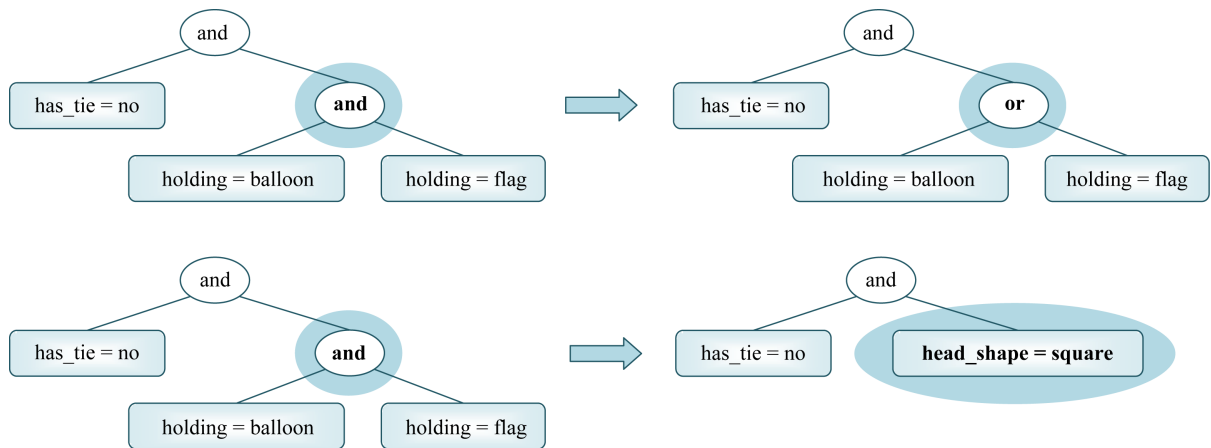 and
and
has_tie = no
and
has_tie = no
or
holding = balloon
holding = flag
holding = balloon
holding = flag
and
and
has_tie = no
and
has_tie = no
head_shape = square
holding = balloon
holding = flag